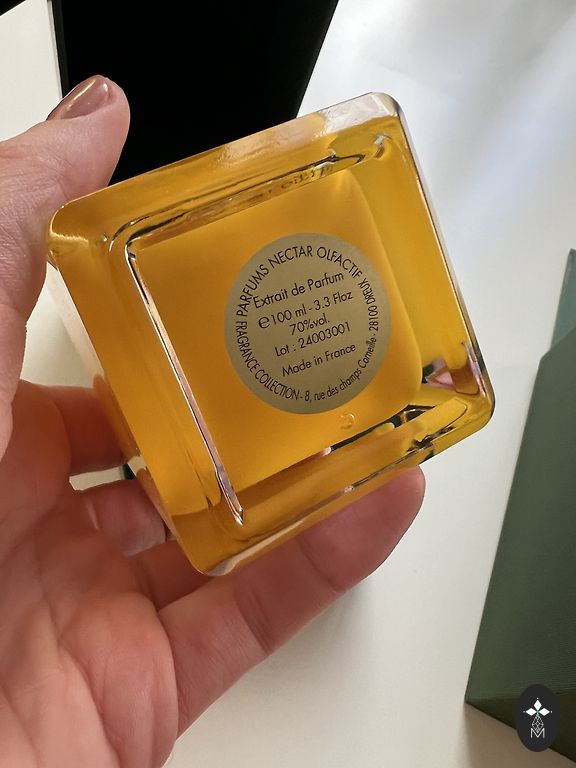 PARFUMS NECTAR OLFACTIF
Extrait de Parfum
℮100 ml - 3.3 Floz
70%vol.
Lot : 24003001
Made in France
FRAGRANCE COLLECTION - 8, rue des champs Corneille - 28100 DREUX
5
M